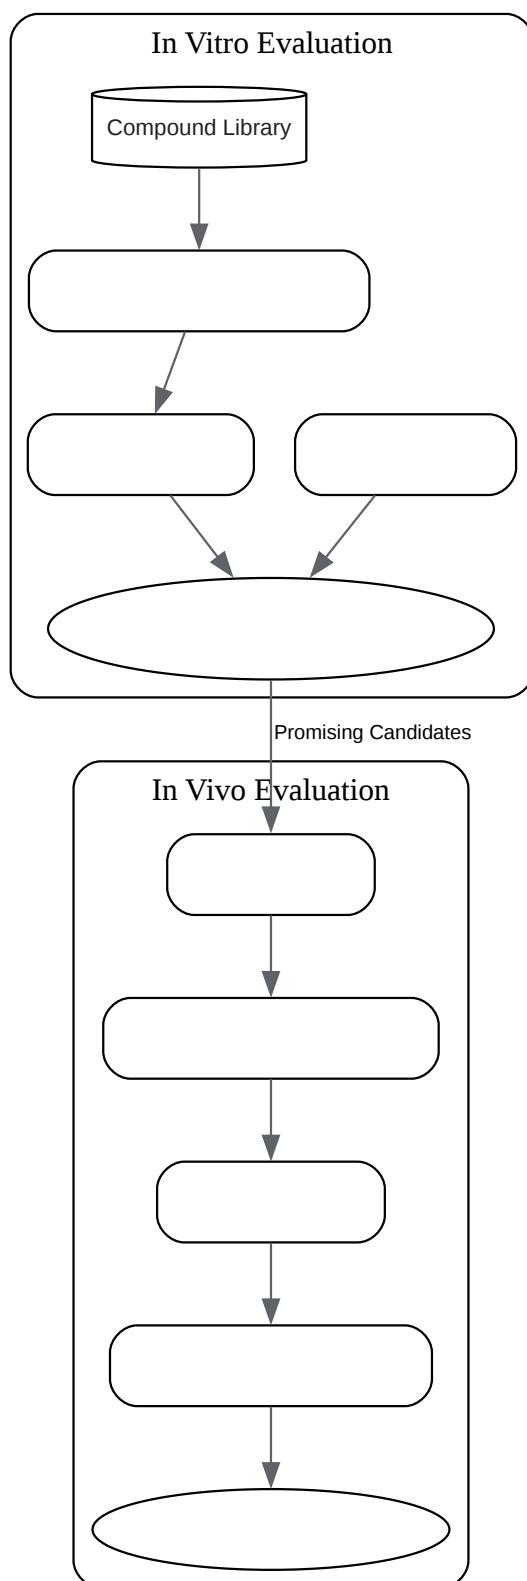 In Vitro Evaluation
Compound Library
Promising Candidates
In Vivo Evaluation